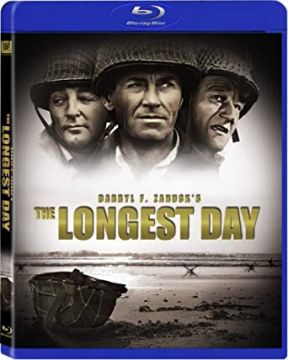 Blu-ray Disc
DARRYL F. ZANUCK'S
THE LONGEST DAY
THE LONGEST DAY